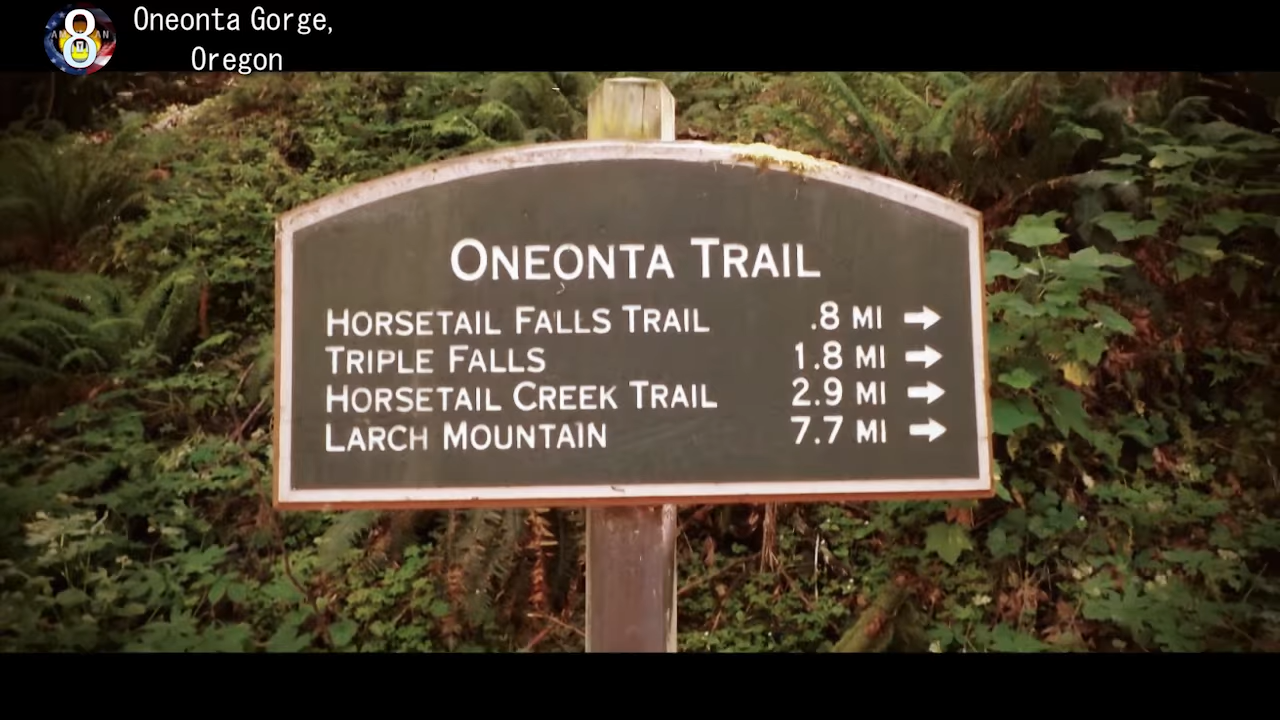 8
Oneonta Gorge,
Oregon
ONEONTA TRAIL
HORSETAIL FALLS TRAIL .8 MI →
TRIPLE FALLS 1.8 MI →
HORSETAIL CREEK TRAIL 2.9 MI →
LARCH MOUNTAIN 7.7 MI →